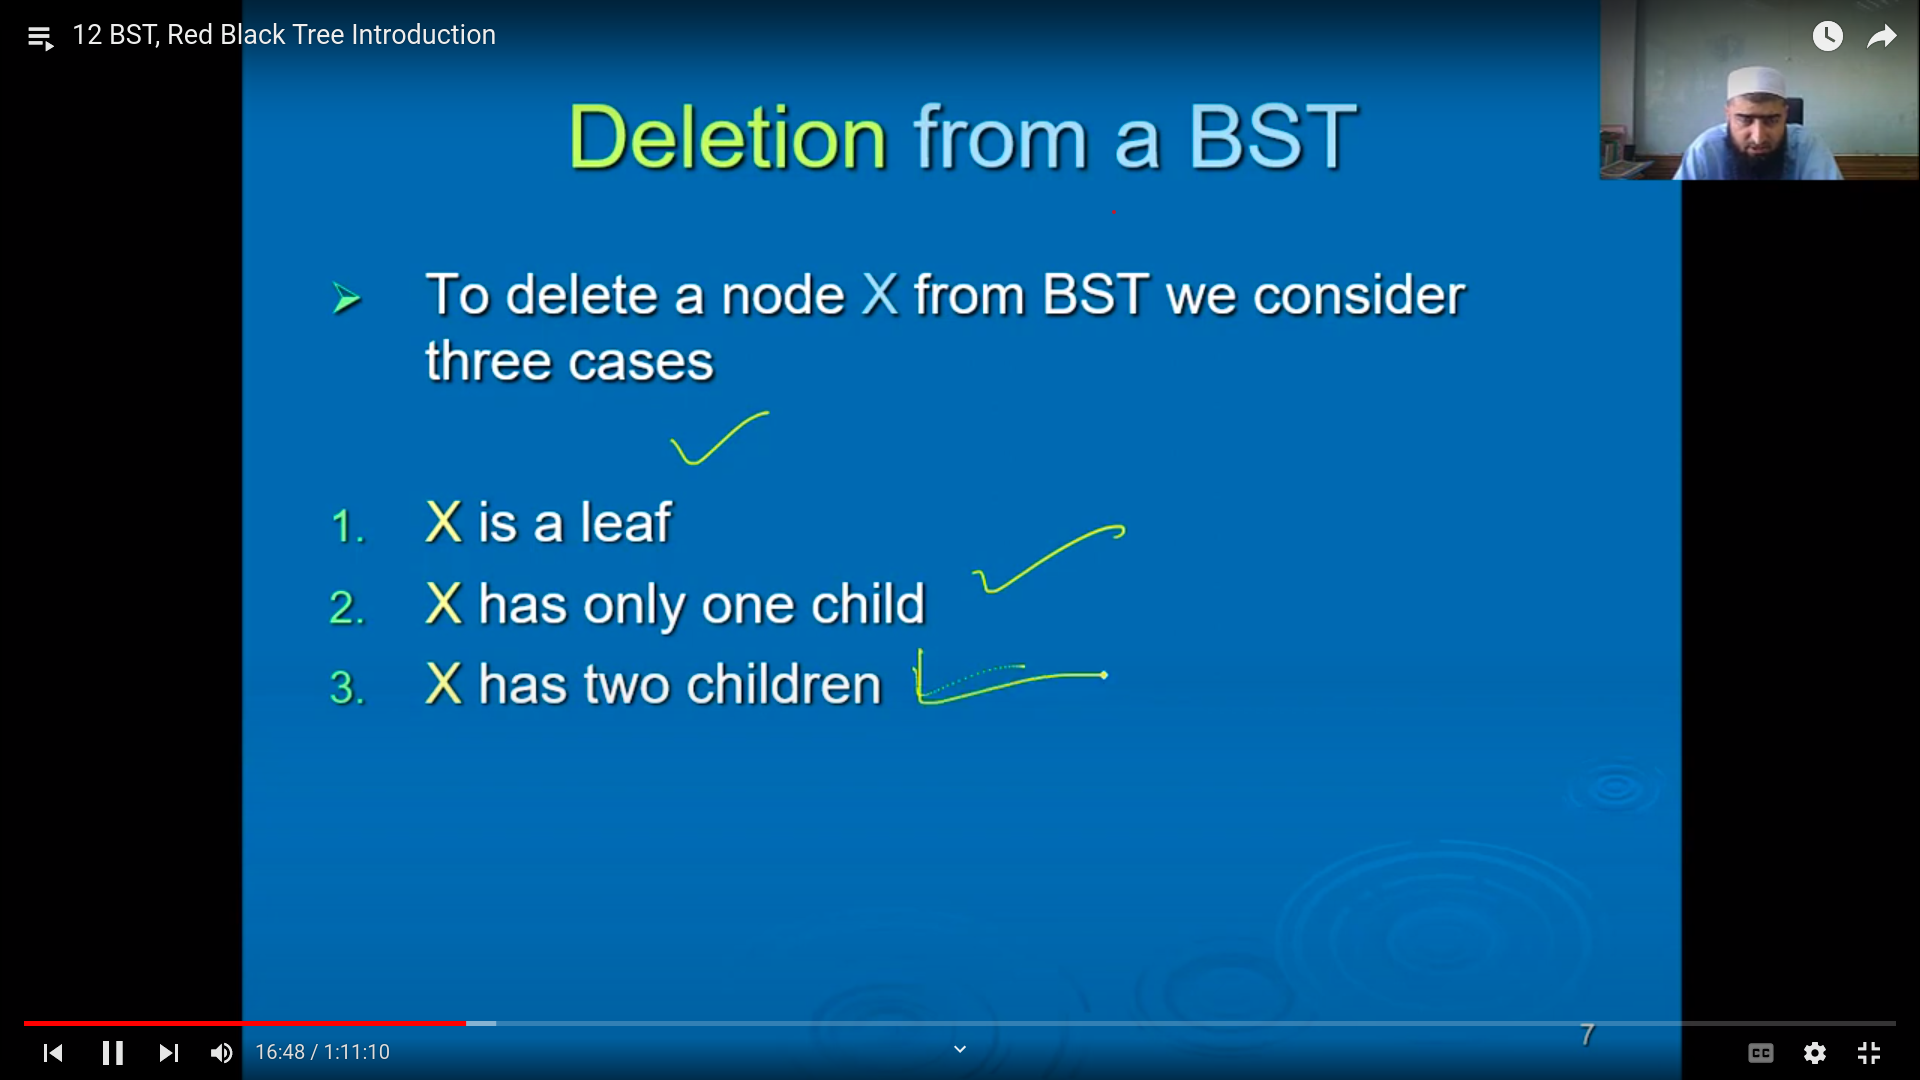 12 BST, Red Black Tree Introduction
Deletion from a BST
To delete a node X from BST we consider
three cases
1. X is a leaf
2. X has only one child
3. X has two children
7
16:48 / 1:11:10
CC